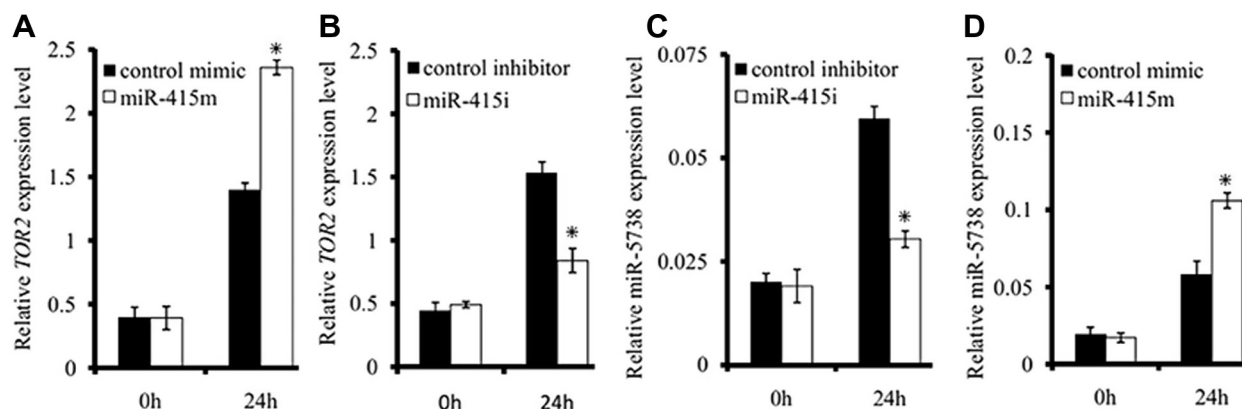 A
Relative TOR2 expression level
2.5
2
1.5
1
0.5
0
control mimic
miR-415m
*
0h
24h
B
Relative TOR2 expression level
2.5
2
1.5
1
0.5
0
control inhibitor
miR-415i
*
0h
24h
C
Relative miR-5738 expression level
0.075
0.05
0.025
0
control inhibitor
miR-415i
*
0h
24h
D
Relative miR-5738 expression level
0.2
0.15
0.1
0.05
0
control mimic
miR-415m
*
0h
24h